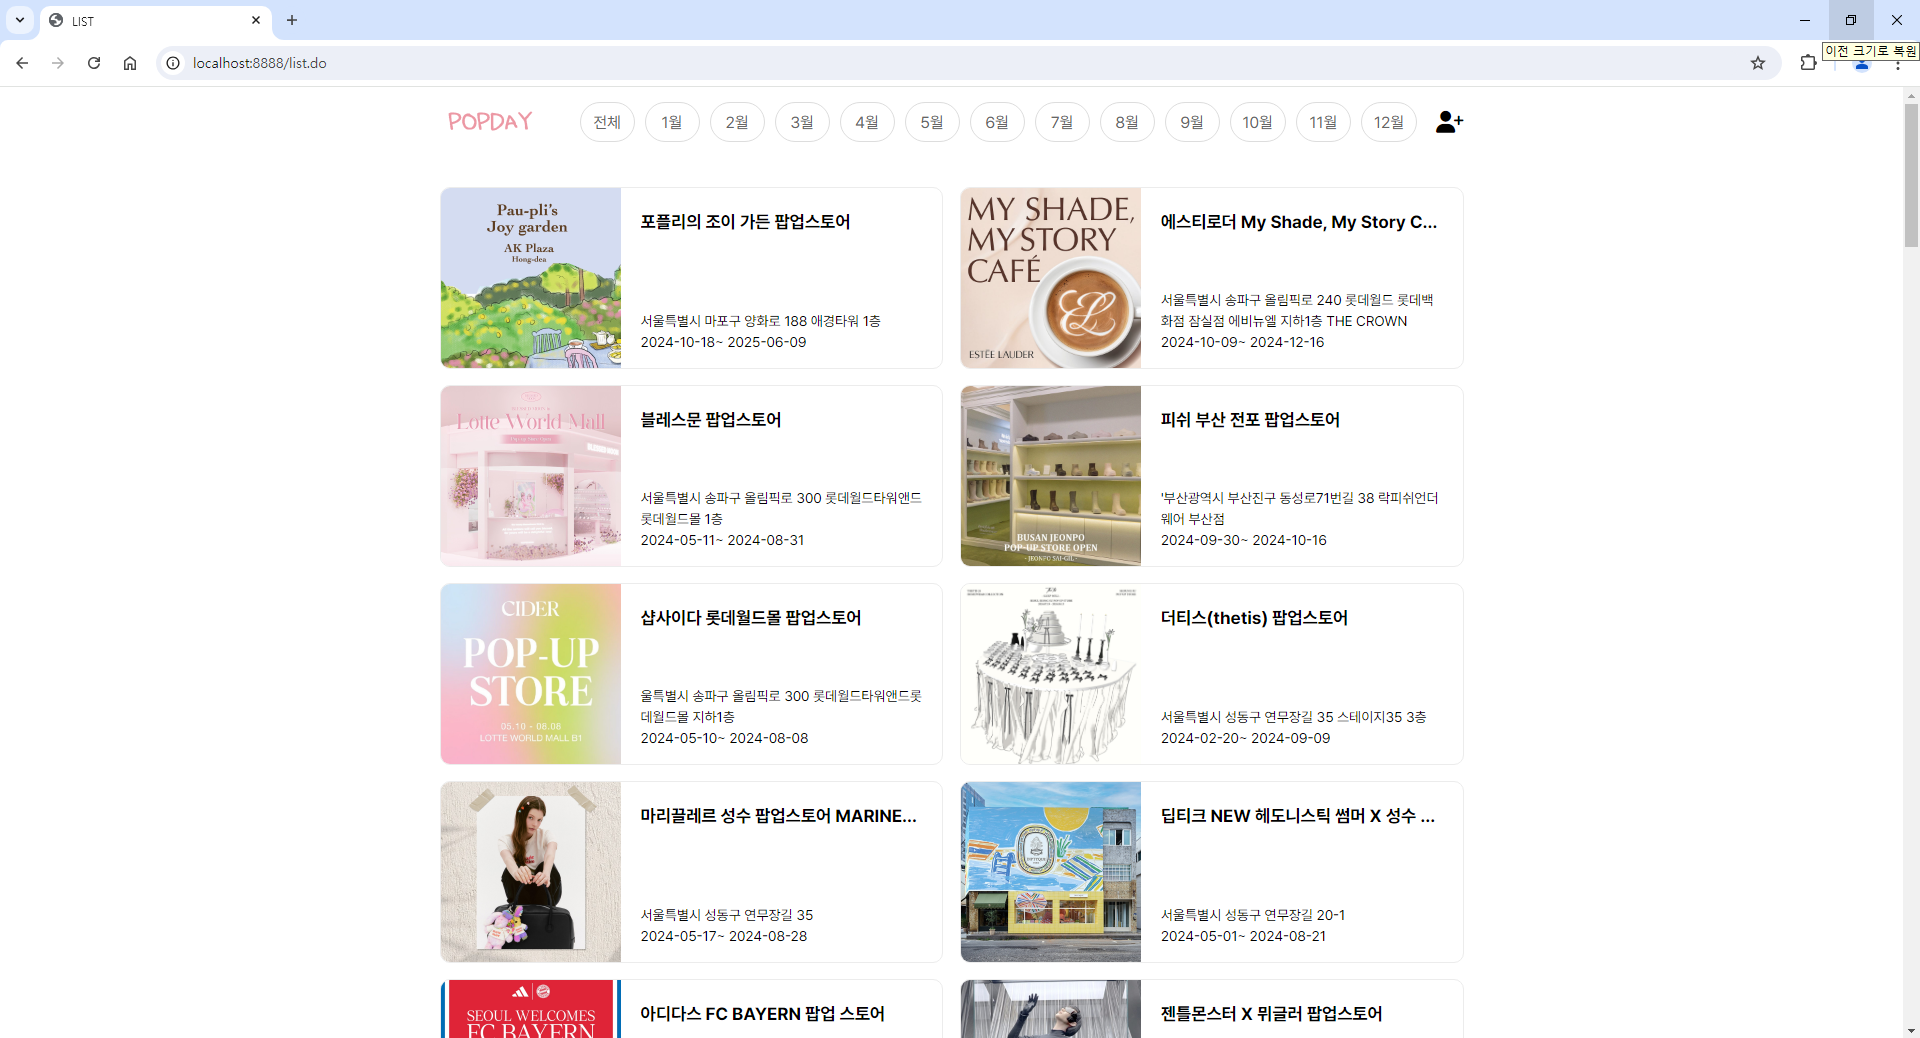 LIST
localhost:8888/list.do
이전 크기로 복원
POPDAY
전체 1월 2월 3월 4월 5월 6월 7월 8월 9월 10월 11월 12월
Pau-pli's
Joy garden
AK Plaza
Hong-dea
포플리의 조이 가든 팝업스토어
서울특별시 마포구 양화로 188 애경타워 1층
2024-10-18~ 2025-06-09
MY SHADE,
MY STORY
CAFÉ
EL
ESTĒE LAUDER
에스티로더 My Shade, My Story C...
서울특별시 송파구 올림픽로 240 롯데월드 롯데백
화점 잠실점 에비뉴엘 지하1층 THE CROWN
2024-10-09~ 2024-12-16
Lotte World Mall
블레스문 팝업스토어
서울특별시 송파구 올림픽로 300 롯데월드타워앤드
롯데월드몰 1층
2024-05-11~ 2024-08-31
BUSAN JEONPO
POP-UP STORE OPEN
- JEONPO SAI-GIL -
피쉬 부산 전포 팝업스토어
'부산광역시 부산진구 동성로71번길 38 락피쉬언더
웨어 부산점
2024-09-30~ 2024-10-16
CIDER
POP-UP
STORE
05.10 - 08.08
LOTTE WORLD MALL B1
샵사이다 롯데월드몰 팝업스토어
울특별시 송파구 올림픽로 300 롯데월드타워앤드롯
데월드몰 지하1층
2024-05-10~ 2024-08-08
더티스(thetis) 팝업스토어
서울특별시 성동구 연무장길 35 스테이지35 3층
2024-02-20~ 2024-09-09
마리끌레르 성수 팝업스토어 MARINE...
서울특별시 성동구 연무장길 35
2024-05-17~ 2024-08-28
딥티크 NEW 헤도니스틱 썸머 X 성수 ...
서울특별시 성동구 연무장길 20-1
2024-05-01~ 2024-08-21
SEOUL WELCOMES
FC BAYERN
아디다스 FC BAYERN 팝업 스토어
젠틀몬스터 X 뮈글러 팝업스토어